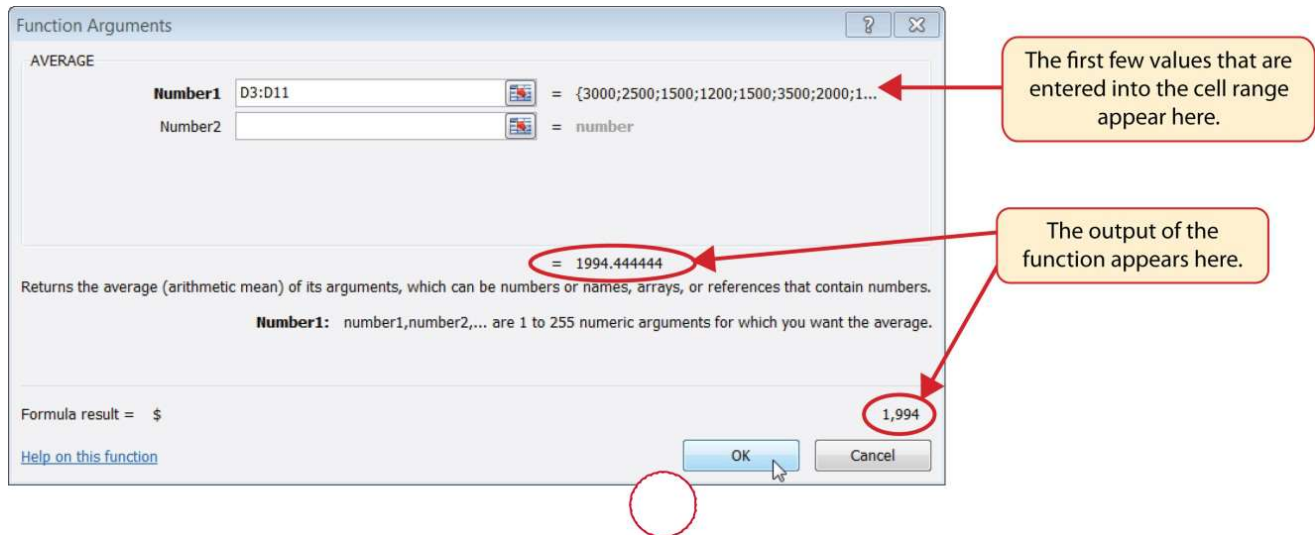 Function Arguments
AVERAGE
Number1 D3:D11 = {3000;2500;1500;1200;1500;3500;2000;1...
Number2 = number
= 1994.444444
Returns the average (arithmetic mean) of its arguments, which can be numbers or names, arrays, or references that contain numbers.
Number1: number1,number2,... are 1 to 255 numeric arguments for which you want the average.
Formula result = $ 1,994
Help on this function
OK
Cancel
The first few values that are
entered into the cell range
appear here.
The output of the
function appears here.